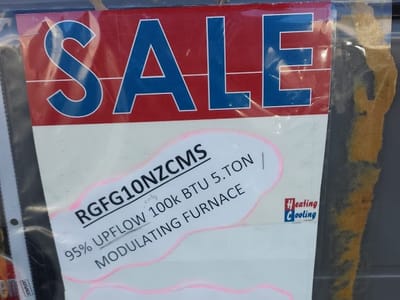 SALE
RGFG10NZCMS
95% UPFLOW 100k BTU 5.TON
MODULATING FURNACE
Heating
Cooling